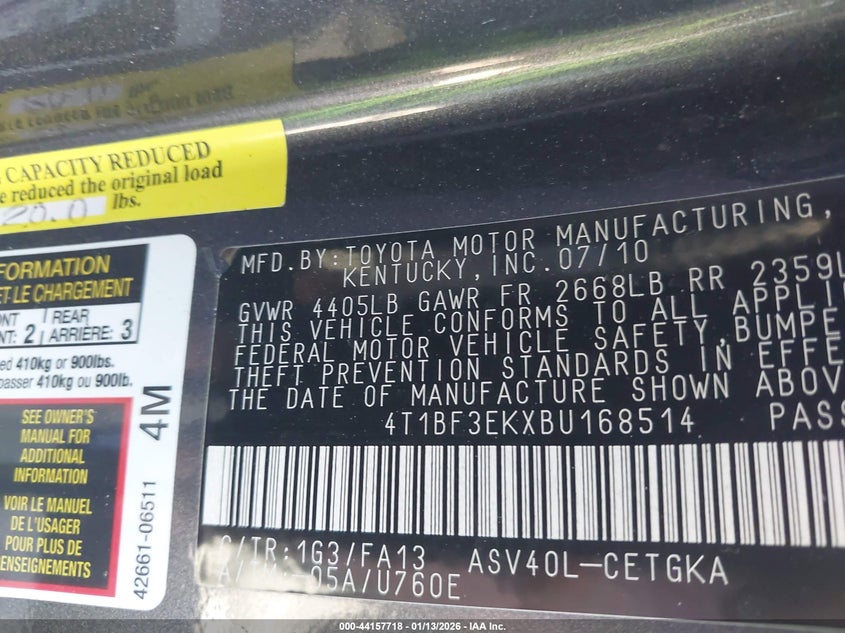 CAPACITY REDUCED
reduced the original load
20.0 lbs.
FORMATION
ET LE CHARGEMENT
REAR
2 ARRIÈRE: 3
410kg or 900lbs.
410kg ou 900lb.
SEE OWNER'S
MANUAL FOR
ADDITIONAL
INFORMATION
VOIR LE MANUEL
DE L'USAGER
POUR PLUS DE
ENSEIGNEMENTS
4M
42661-06511
MFD.BY:TOYOTA MOTOR MANUFACTURING,
KENTUCKY,INC. 07/10
GVWR 4405LB GAWR FR 2668LB RR 2359L
THIS VEHICLE CONFORMS TO ALL APPLI
FEDERAL MOTOR VEHICLE SAFETY,BUMPE
THEFT PREVENTION STANDARDS IN EFFE
THE DATE OF MANUFACTURE SHOWN ABOV
4T1BF3EKXBU168514 PASS
C/TR:1G3/FA13 ASV40L-CETGKA
-05A/U760E
000-44157718 - 01/13/2026 - IAA Inc.